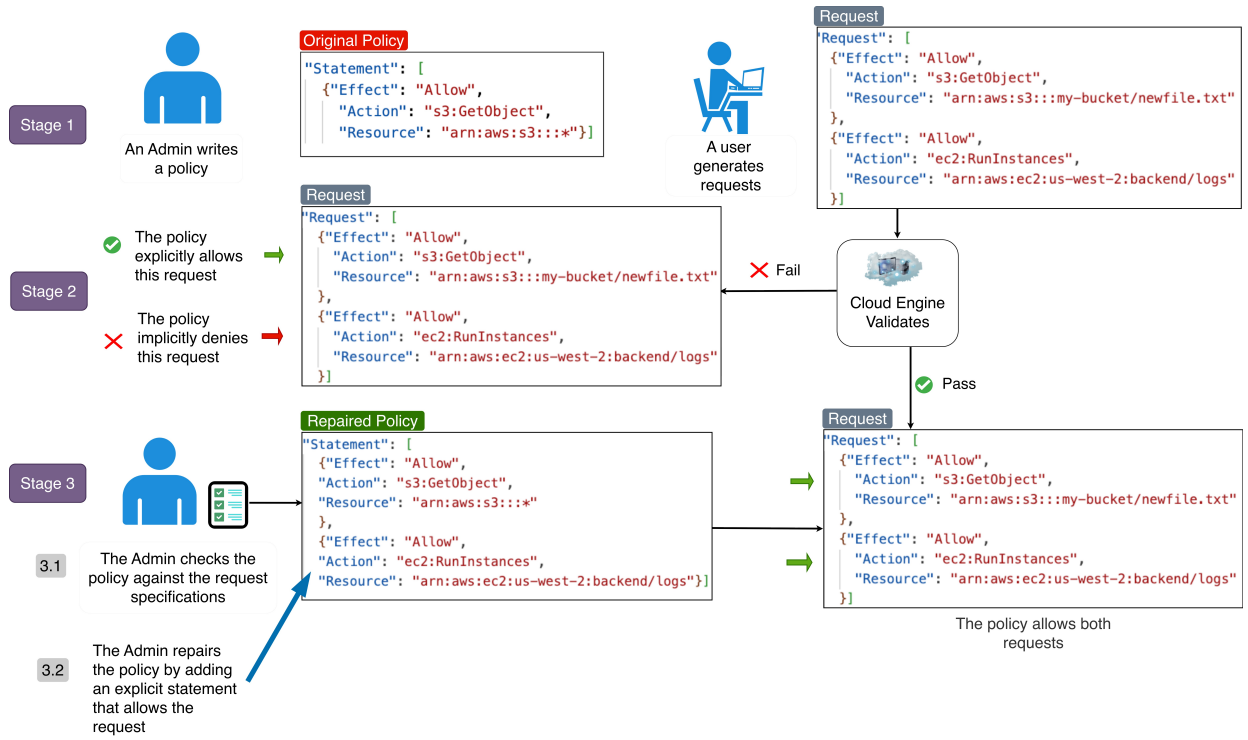 Stage 1
An Admin writes
a policy
Original Policy
"Statement": [
{"Effect": "Allow",
"Action": "s3:GetObject",
"Resource": "arn:aws:s3:::*"}]
A user
generates
requests
Request
"Request": [
{"Effect": "Allow",
"Action": "s3:GetObject",
"Resource": "arn:aws:s3:::my-bucket/newfile.txt"
},
{"Effect": "Allow",
"Action": "ec2:RunInstances",
"Resource": "arn:aws:ec2:us-west-2:backend/logs"
}]
Stage 2
The policy
explicitly allows
this request
The policy
implicitly denies
this request
Request
"Request": [
{"Effect": "Allow",
"Action": "s3:GetObject",
"Resource": "arn:aws:s3:::my-bucket/newfile.txt"
},
{"Effect": "Allow",
"Action": "ec2:RunInstances",
"Resource": "arn:aws:ec2:us-west-2:backend/logs"
}]
Fail
Cloud Engine
Validates
Pass
Stage 3
3.1
The Admin checks the
policy against the request
specifications
3.2
The Admin repairs
the policy by adding
an explicit statement
that allows the
request
Repaired Policy
"Statement": [
{"Effect": "Allow",
"Action": "s3:GetObject",
"Resource": "arn:aws:s3:::*"
},
{"Effect": "Allow",
"Action": "ec2:RunInstances",
"Resource": "arn:aws:ec2:us-west-2:backend/logs"}]
Request
"Request": [
{"Effect": "Allow",
"Action": "s3:GetObject",
"Resource": "arn:aws:s3:::my-bucket/newfile.txt"
},
{"Effect": "Allow",
"Action": "ec2:RunInstances",
"Resource": "arn:aws:ec2:us-west-2:backend/logs"
}]
The policy allows both
requests